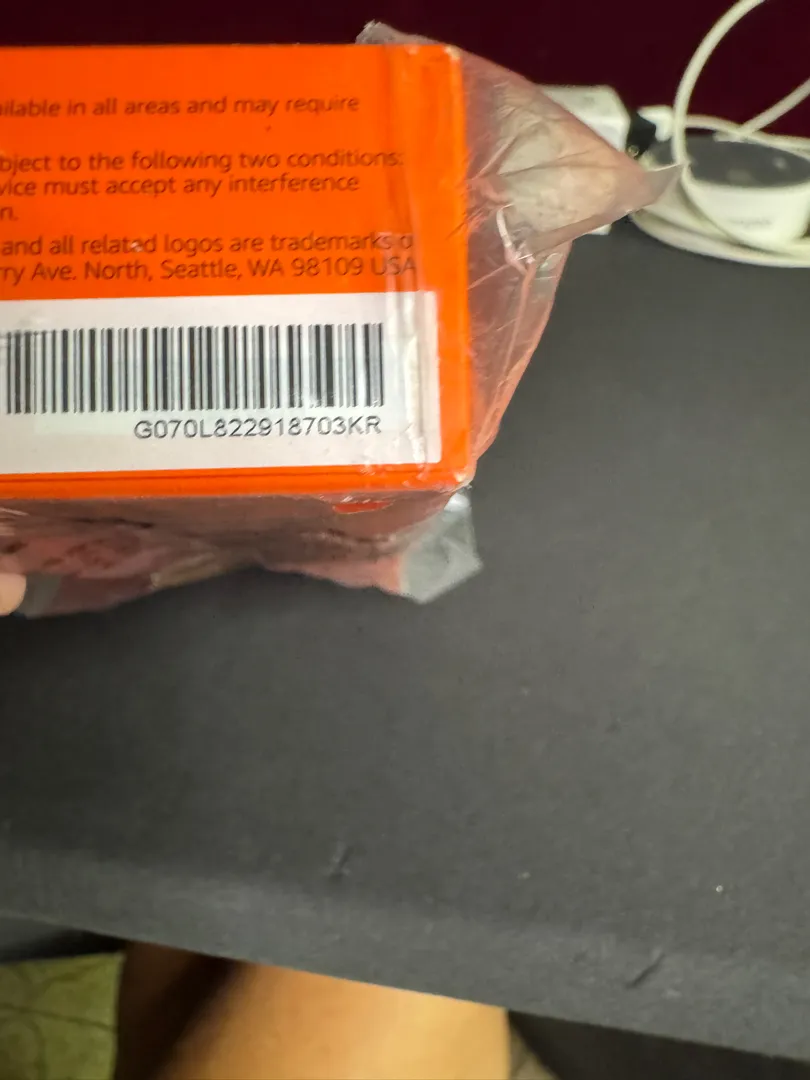 ilable in all areas and may require
bject to the following two conditions:
vice must accept any interference
n.
and all related logos are trademarks o
rry Ave. North, Seattle, WA 98109 USA
G070L822918703KR